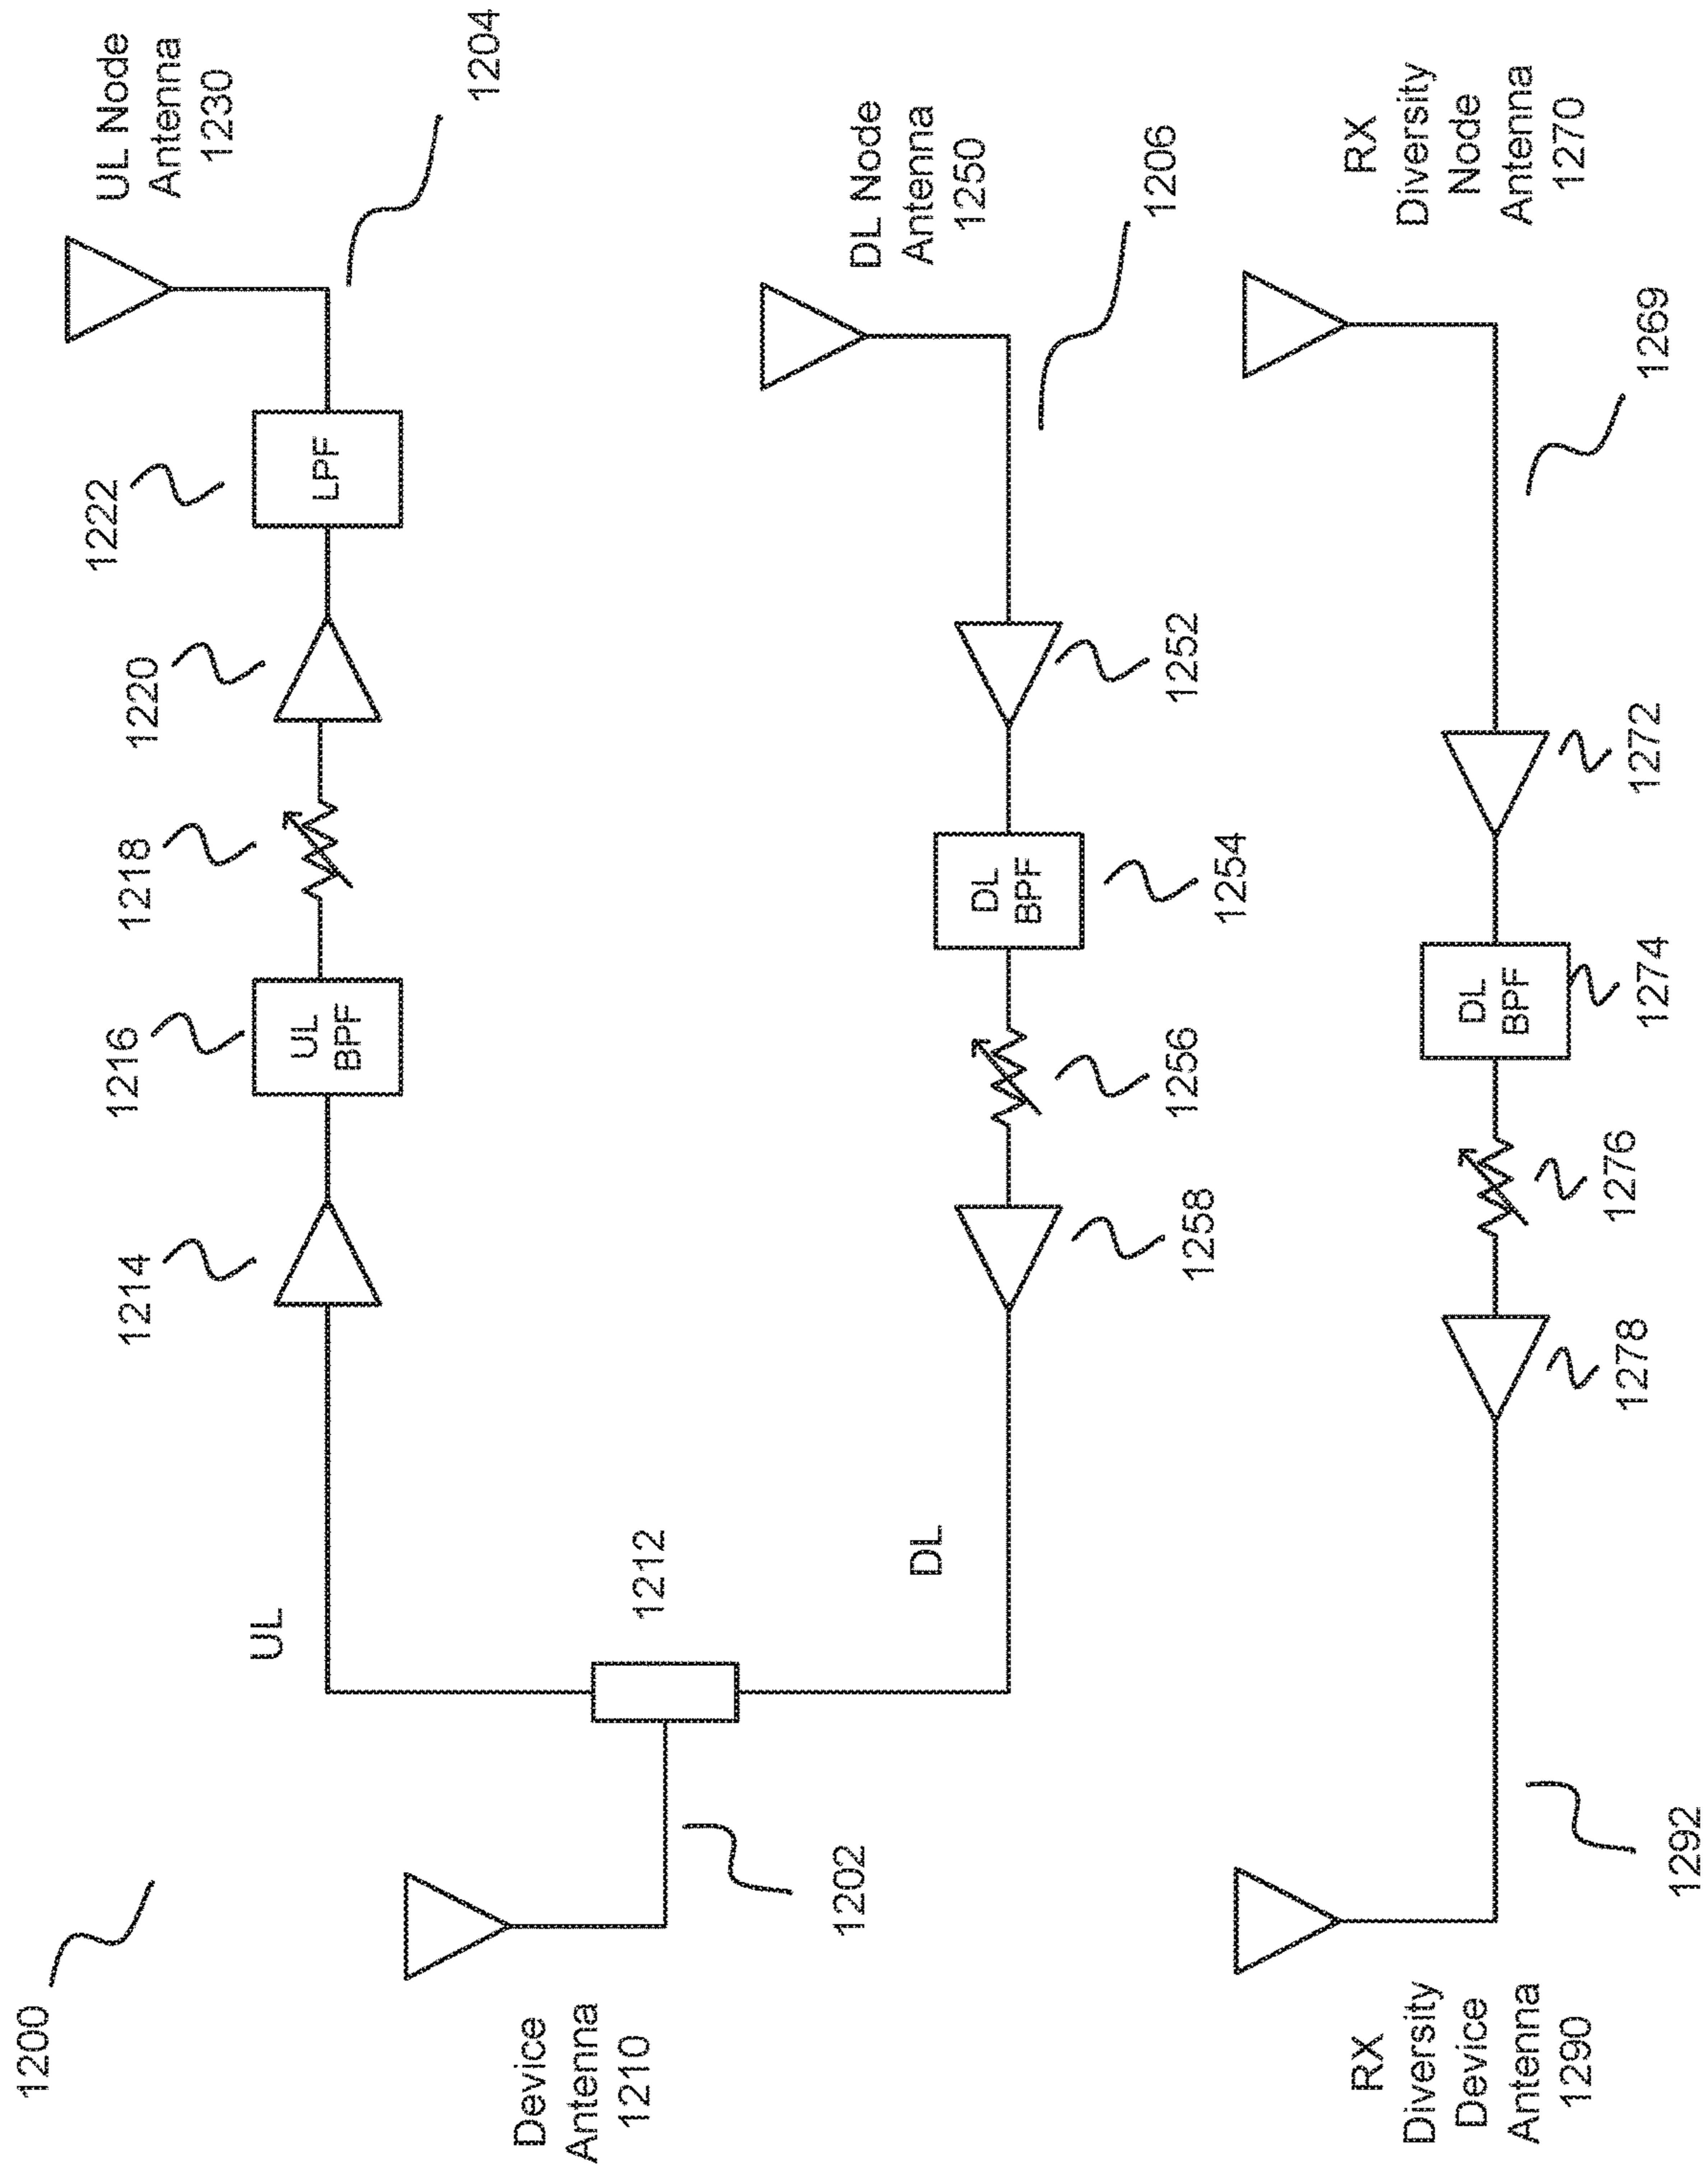 1200
UL Node
Antenna
1230
1204
1222
LPF
1220
1218
1216
UL
BPF
1214
UL
1212
Device
Antenna
1210
1202
DL
DL Node
Antenna
1250
1206
1252
DL
BPF
1254
1256
1258
RX
Diversity
Node
Antenna
1270
1269
1272
DL
BPF
1274
1276
1278
1292
RX
Diversity
Device
Antenna
1290